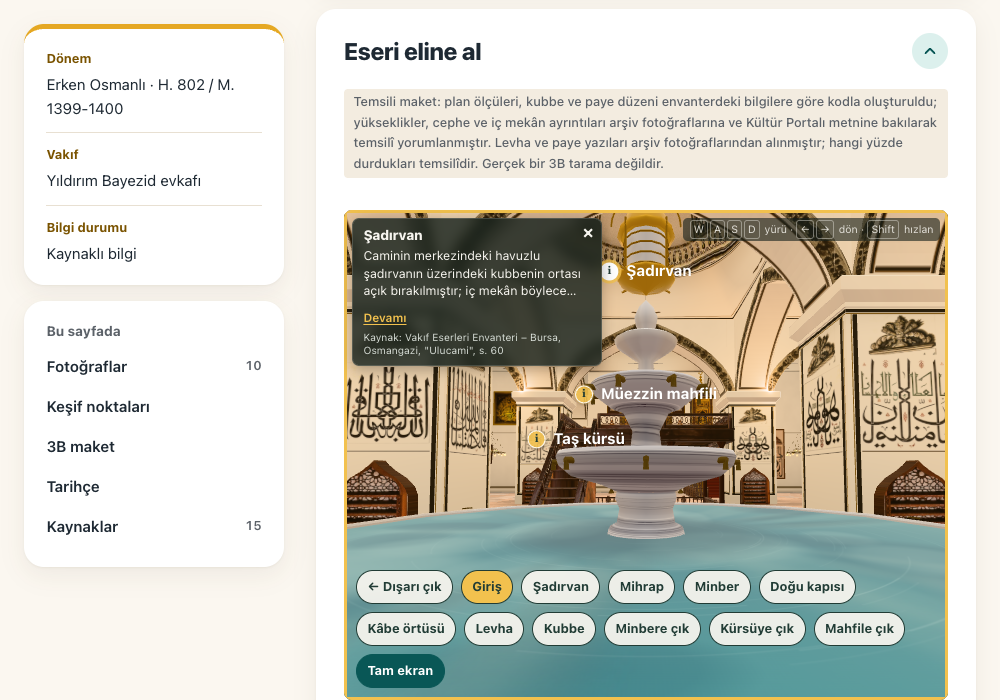 Dönem
Erken Osmanlı · H. 802 / M.
1399-1400
Vakıf
Yıldırım Bayezid evkafı
Bilgi durumu
Kaynaklı bilgi
Bu sayfada
Fotoğraflar 10
Keşif noktaları
3B maket
Tarihçe
Kaynaklar 15
Eseri eline al
Temsili maket: plan ölçüleri, kubbe ve paye düzeni envanterdeki bilgilere göre kodla oluşturuldu;
yükseklikler, cephe ve iç mekân ayrıntıları arşiv fotoğraflarına ve Kültür Portalı metnine bakılarak
temsilî yorumlanmıştır. Levha ve paye yazıları arşiv fotoğraflarından alınmıştır; hangi yüzde
durdukları temsilîdir. Gerçek bir 3B tarama değildir.
W A S D yürü · ← → dön · Shift hızlan
Şadırvan
Caminin merkezindeki havuzlu
şadırvanın üzerindeki kubbenin ortası
açık bırakılmıştır; iç mekân böylece...
Devamı
Kaynak: Vakıf Eserleri Envanteri – Bursa,
Osmangazi, "Ulucami", s. 60
Şadırvan
Müezzin mahfili
Taş kürsü
← Dışarı çık Giriş Şadırvan Mihrap Minber Doğu kapısı
Kâbe örtüsü Levha Kubbe Minbere çık Kürsüye çık Mahfile çık
Tam ekran